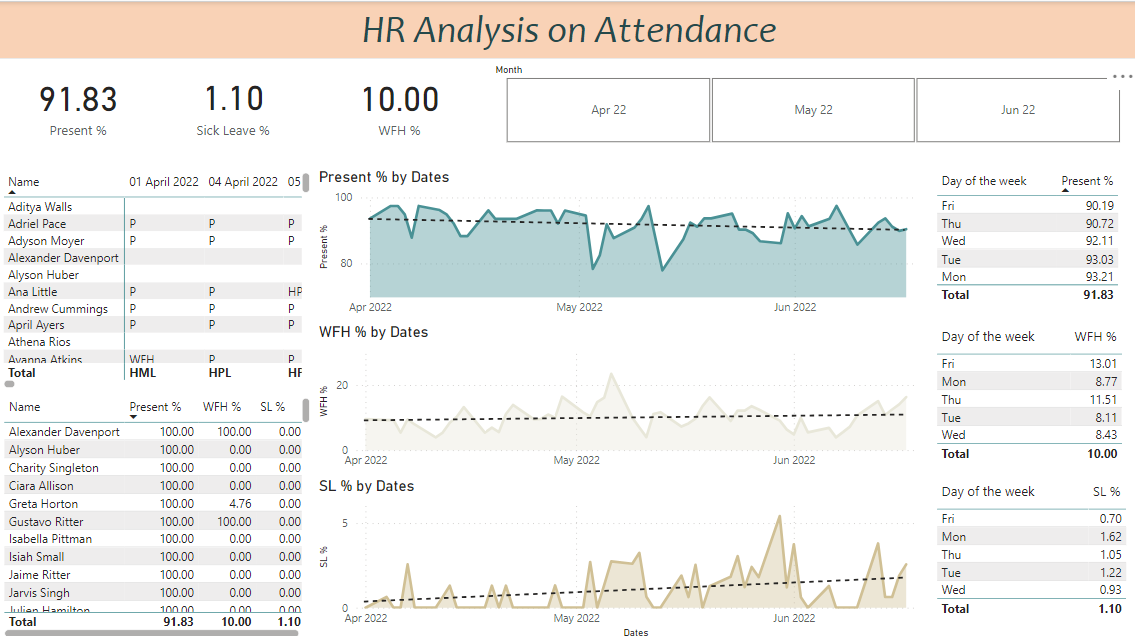 HR Analysis on Attendance
91.83
Present %
1.10
Sick Leave %
10.00
WFH %
Month
Apr 22
May 22
Jun 22
Name 01 April 2022 04 April 2022 05
Aditya Walls
Adriel Pace P P P
Adyson Moyer P P P
Alexander Davenport
Alyson Huber
Ana Little P P HP
Andrew Cummings P P P
April Ayers P P P
Athena Rios
Ayanna Atkins WFH P P
Total HML HPL HF
Name Present % WFH % SL %
Alexander Davenport 100.00 100.00 0.00
Alyson Huber 100.00 0.00 0.00
Charity Singleton 100.00 0.00 0.00
Ciara Allison 100.00 0.00 0.00
Greta Horton 100.00 4.76 0.00
Gustavo Ritter 100.00 100.00 0.00
Isabella Pittman 100.00 0.00 0.00
Isiah Small 100.00 0.00 0.00
Jaime Ritter 100.00 0.00 0.00
Jarvis Singh 100.00 0.00 0.00
Julien Hamilton 100.00 0.00 0.00
Total 91.83 10.00 1.10
Present % by Dates
Present %
100
80
Apr 2022 May 2022 Jun 2022
WFH % by Dates
WFH %
20
0
Apr 2022 May 2022 Jun 2022
SL % by Dates
SL %
5
0
Apr 2022 May 2022 Jun 2022
Dates
Day of the week Present %
Fri 90.19
Thu 90.72
Wed 92.11
Tue 93.03
Mon 93.21
Total 91.83
Day of the week WFH %
Fri 13.01
Mon 8.77
Thu 11.51
Tue 8.11
Wed 8.43
Total 10.00
Day of the week SL %
Fri 0.70
Mon 1.62
Thu 1.05
Tue 1.22
Wed 0.93
Total 1.10